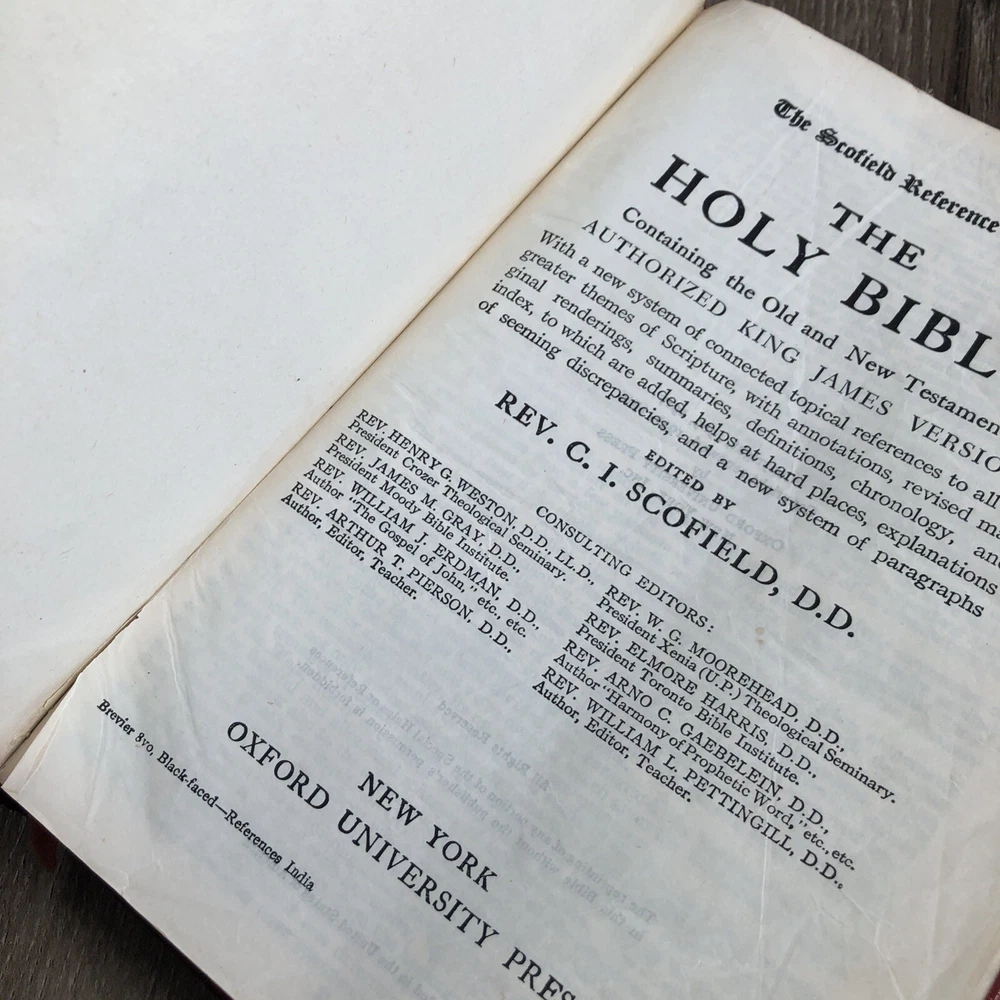 The Scofield Reference
THE
HOLY BIBL
Containing the Old and New Testamen
AUTHORIZED KING JAMES VERSIO
With a new system of connected topical references to all
greater themes of Scripture, with annotations, revised ma
ginal renderings, summaries, definitions, chronology, and
index, to which are added, helps at hard places, explanations
of seeming discrepancies, and a new system of paragraphs
EDITED BY
REV. C. I. SCOFIELD, D.D.
CONSULTING EDITORS:
REV. HENRY G. WESTON, D.D., LL.D.,
President Crozer Theological Seminary.
REV. JAMES M. GRAY, D.D.,
President Moody Bible Institute.
REV. WILLIAM J. ERDMAN, D.D.,
Author "The Gospel of John," etc., etc.
REV. ARTHUR T. PIERSON, D.D.,
Author, Editor, Teacher.
REV. W. G. MOOREHEAD, D.D.,
President Xenia (U.P.) Theological Seminary.
REV. ELMORE HARRIS, D.D.,
President Toronto Bible Institute.
REV. ARNO C. GAEBELEIN, D.D.,
Author "Harmony of Prophetic Word," etc., etc.
REV. WILLIAM L. PETTINGILL, D.D.,
Author, Editor, Teacher.
NEW YORK
OXFORD UNIVERSITY PRES
Brevier 8vo, Black-faced—References India